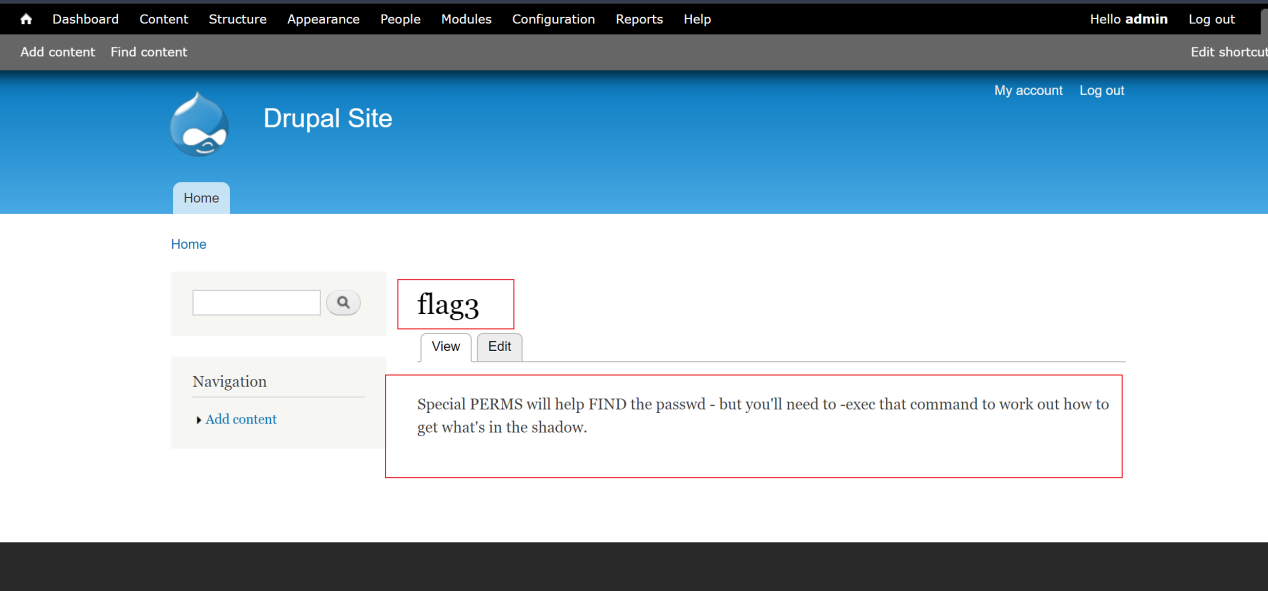 Dashboard Content Structure Appearance People Modules Configuration Reports Help Hello admin Log out
Add content Find content Edit shortcut
My account Log out
Drupal Site
Home
Home
flag3
View Edit
Navigation
Add content
Special PERMS will help FIND the passwd - but you'll need to -exec that command to work out how to
get what's in the shadow.